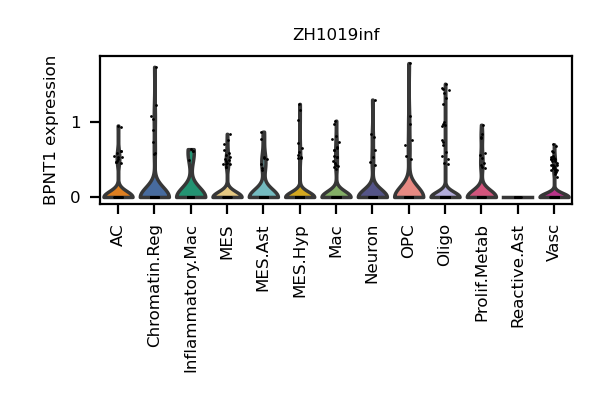 ZH1019inf
BPNT1 expression
1
0
AC
Chromatin.Reg
Inflammatory.Mac
MES
MES.Ast
MES.Hyp
Mac
Neuron
OPC
Oligo
Prolif.Metab
Reactive.Ast
Vasc